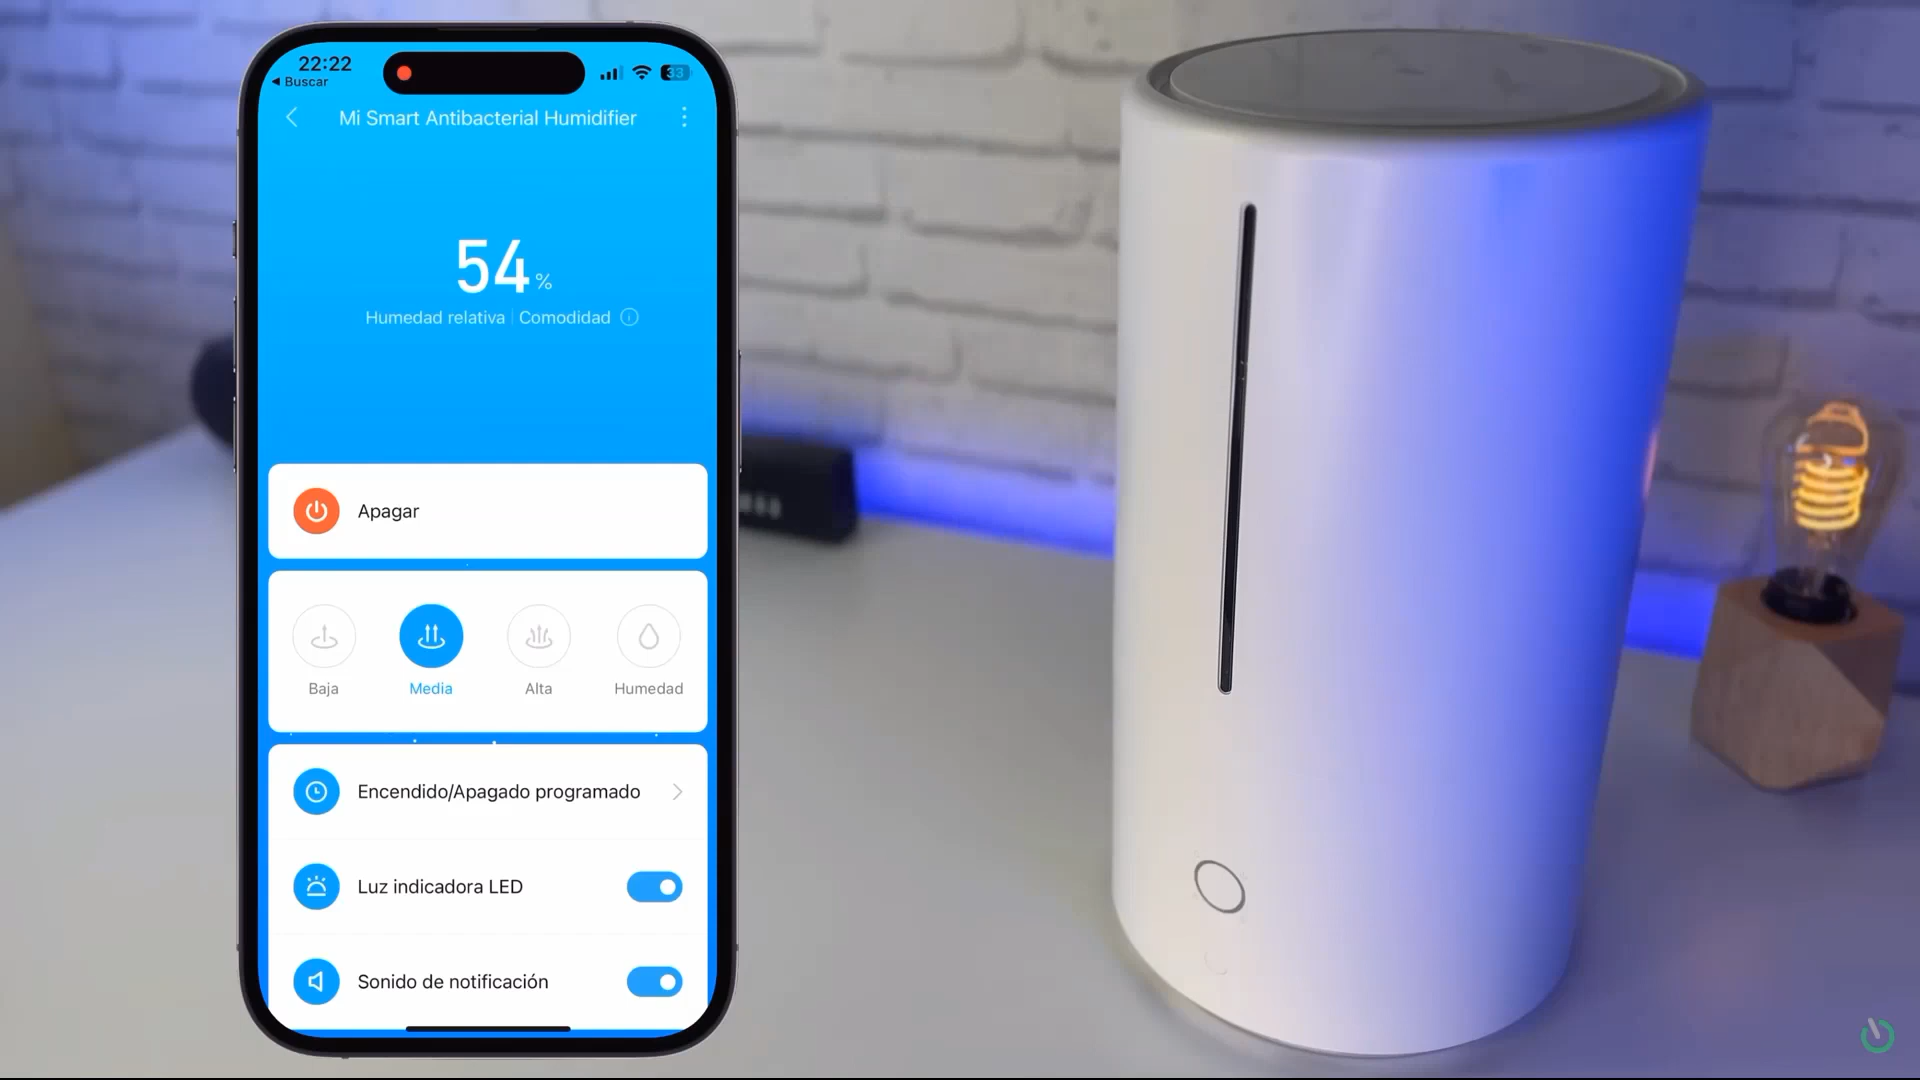 22:22
33
◀ Buscar
Mi Smart Antibacterial Humidifier
54 %
Humedad relativa | Comodidad
Apagar
Baja
Media
Alta
Humedad
Encendido/Apagado programado
Luz indicadora LED
Sonido de notificación